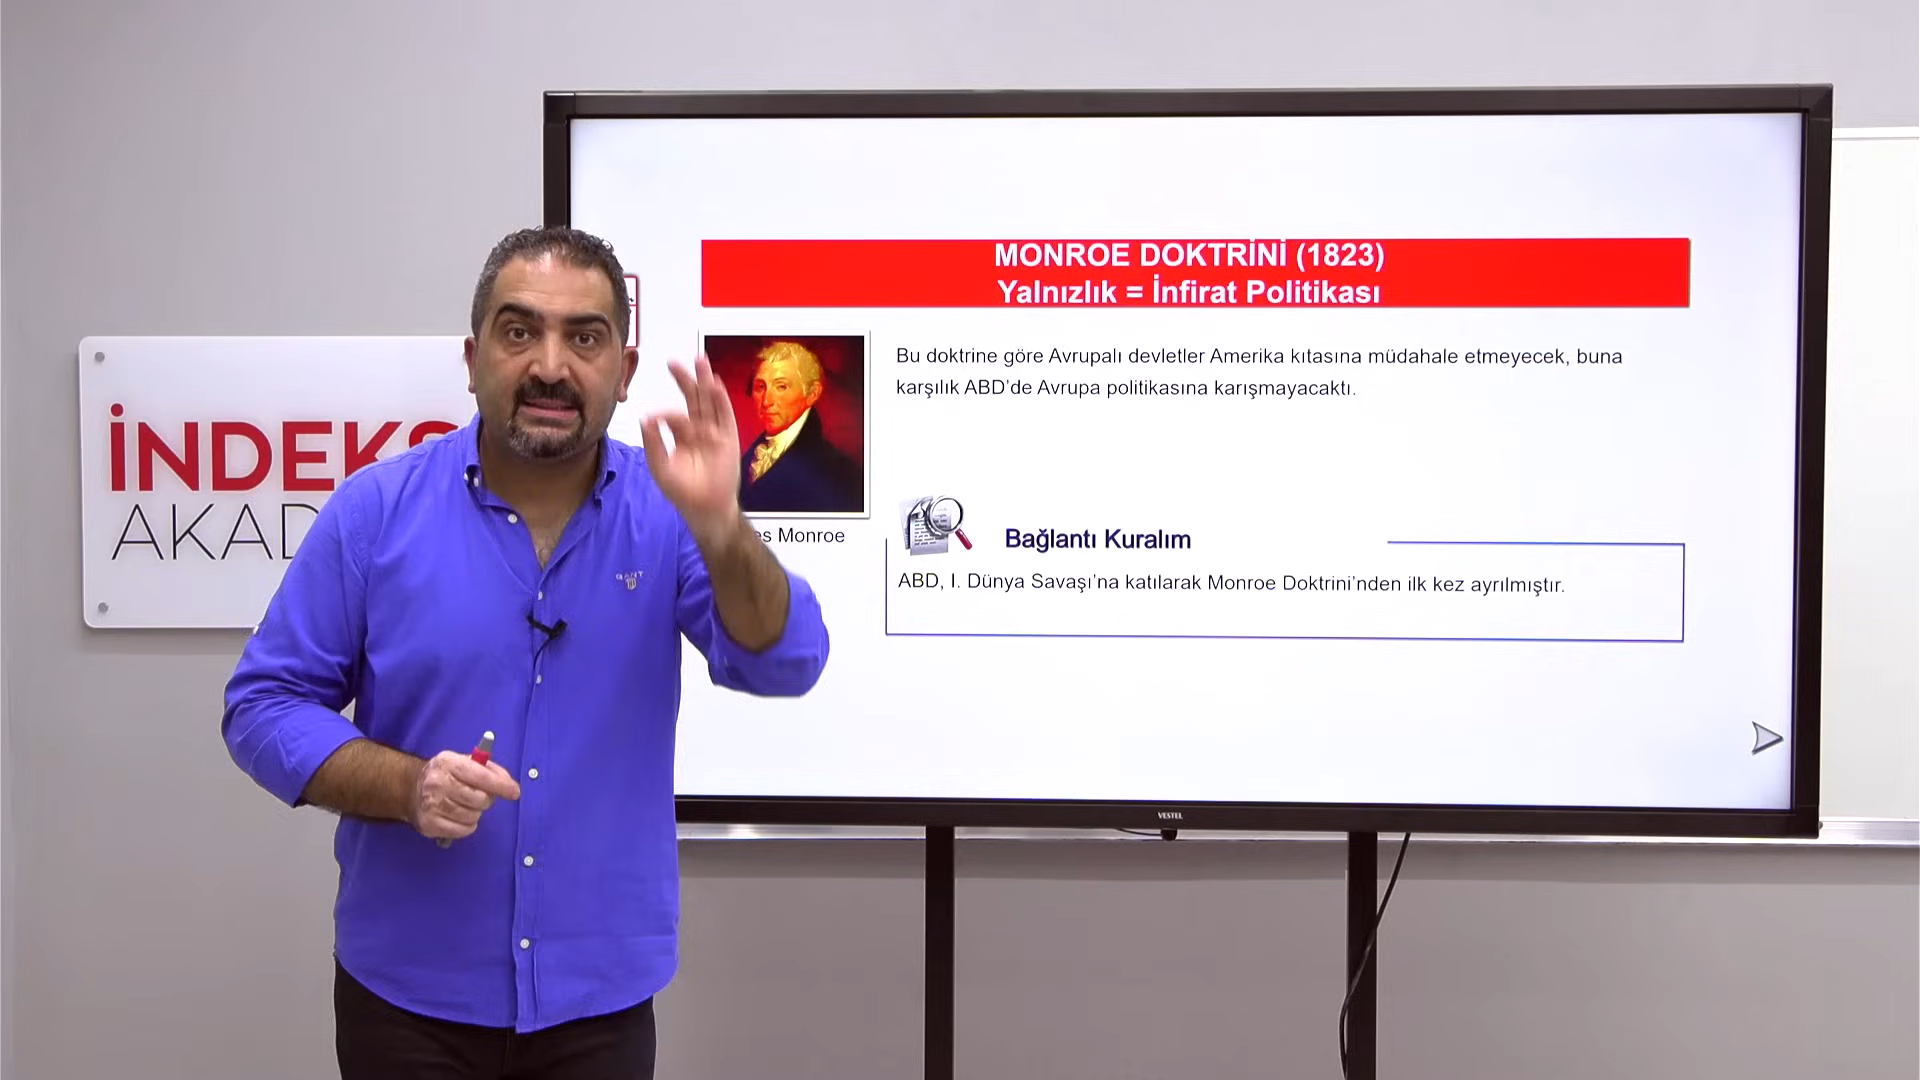 MONROE DOKTRİNİ (1823)
Yalnızlık = İnfirat Politikası
Bu doktrine göre Avrupalı devletler Amerika kıtasına müdahale etmeyecek, buna
karşılık ABD'de Avrupa politikasına karışmayacaktı.
es Monroe
Bağlantı Kuralım
ABD, I. Dünya Savaşı'na katılarak Monroe Doktrini'nden ilk kez ayrılmıştır.
İNDEKS
AKAD
GANT
VESTEL